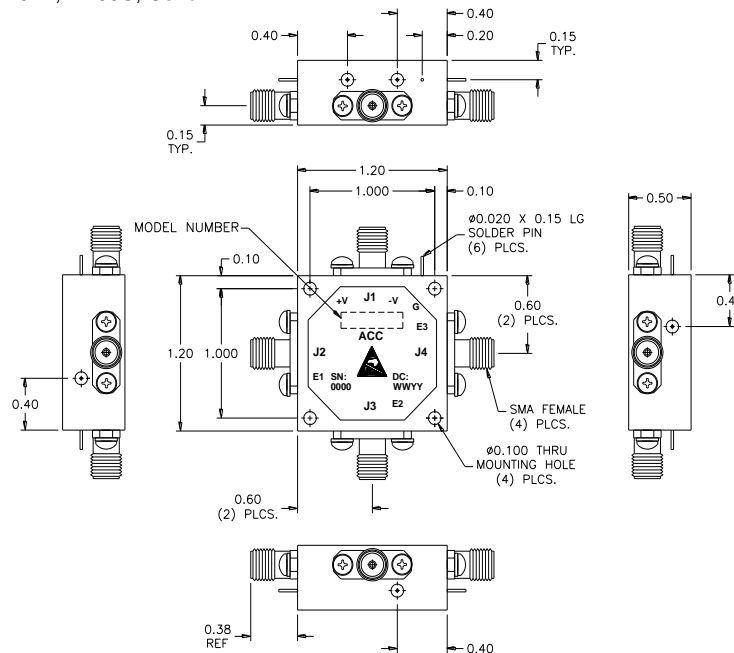 0.40
0.40
0.20
0.15
TYP.
0.15
TYP.
1.20
1.000
0.10
0.50
MODEL NUMBER
Ø0.020 X 0.15 LG
SOLDER PIN
(6) PLCS.
0.10
+V J1 -V
G
E3
ACC
J2 J4
E1 SN: DC:
0000 WWYY
J3 E2
1.20
1.000
0.60
(2) PLCS.
0.4
0.40
SMA FEMALE
(4) PLCS.
Ø0.100 THRU
MOUNTING HOLE
(4) PLCS.
0.60
(2) PLCS.
0.38
REF
0.40